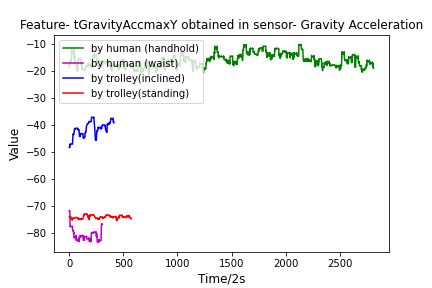 Feature- tGravityAccmaxY obtained in sensor- Gravity Acceleration
by human (handhold)
by human (waist)
by trolley(inclined)
by trolley(standing)
−10
−20
−30
−40
−50
−60
−70
−80
Value
0 500 1000 1500 2000 2500
Time/2s